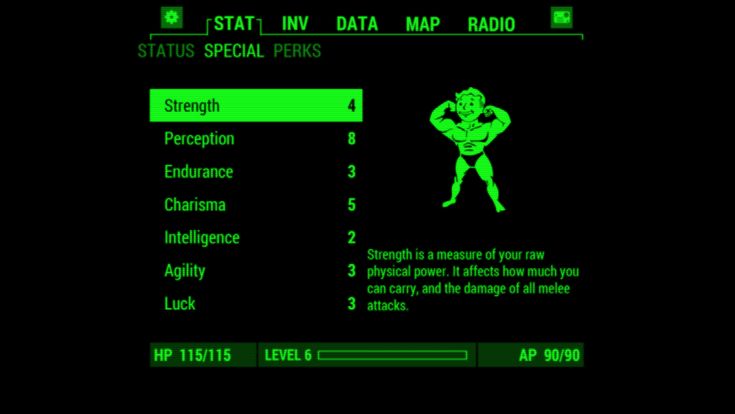 STAT INV DATA MAP RADIO
STATUS SPECIAL PERKS
Strength 4
Perception 8
Endurance 3
Charisma 5
Intelligence 2
Agility 3
Luck 3
Strength is a measure of your raw
physical power. It affects how much you
can carry, and the damage of all melee
attacks.
HP 115/115 LEVEL 6 AP 90/90